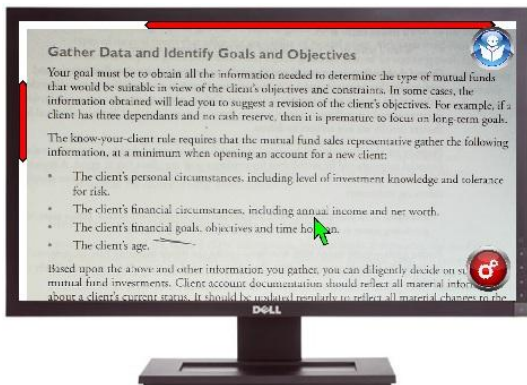 Gather Data and Identify Goals and Objectives
Your goal must be to obtain all the information needed to determine the type of mutual funds
that would be suitable in view of the client's objectives and constraints. In some cases, the
information obtained will lead you to suggest a revision of the client's objectives. For example, if a
client has three dependants and no cash reserve, then it is premature to focus on long-term goals.
The know-your-client rule requires that the mutual fund sales representative gather the following
information, at a minimum when opening an account for a new client:
• The client's personal circumstances, including level of investment knowledge and tolerance
for risk.
• The client's financial circumstances, including annual income and net worth.
• The client's financial goals, objectives and time
• The client's age.
Based upon the above and other information you gather, you can diligently decide on
mutual fund investments. Client account documentation should reflect all material
about a client's current status. It should be updated regularly to reflect all material changes to the
DELL